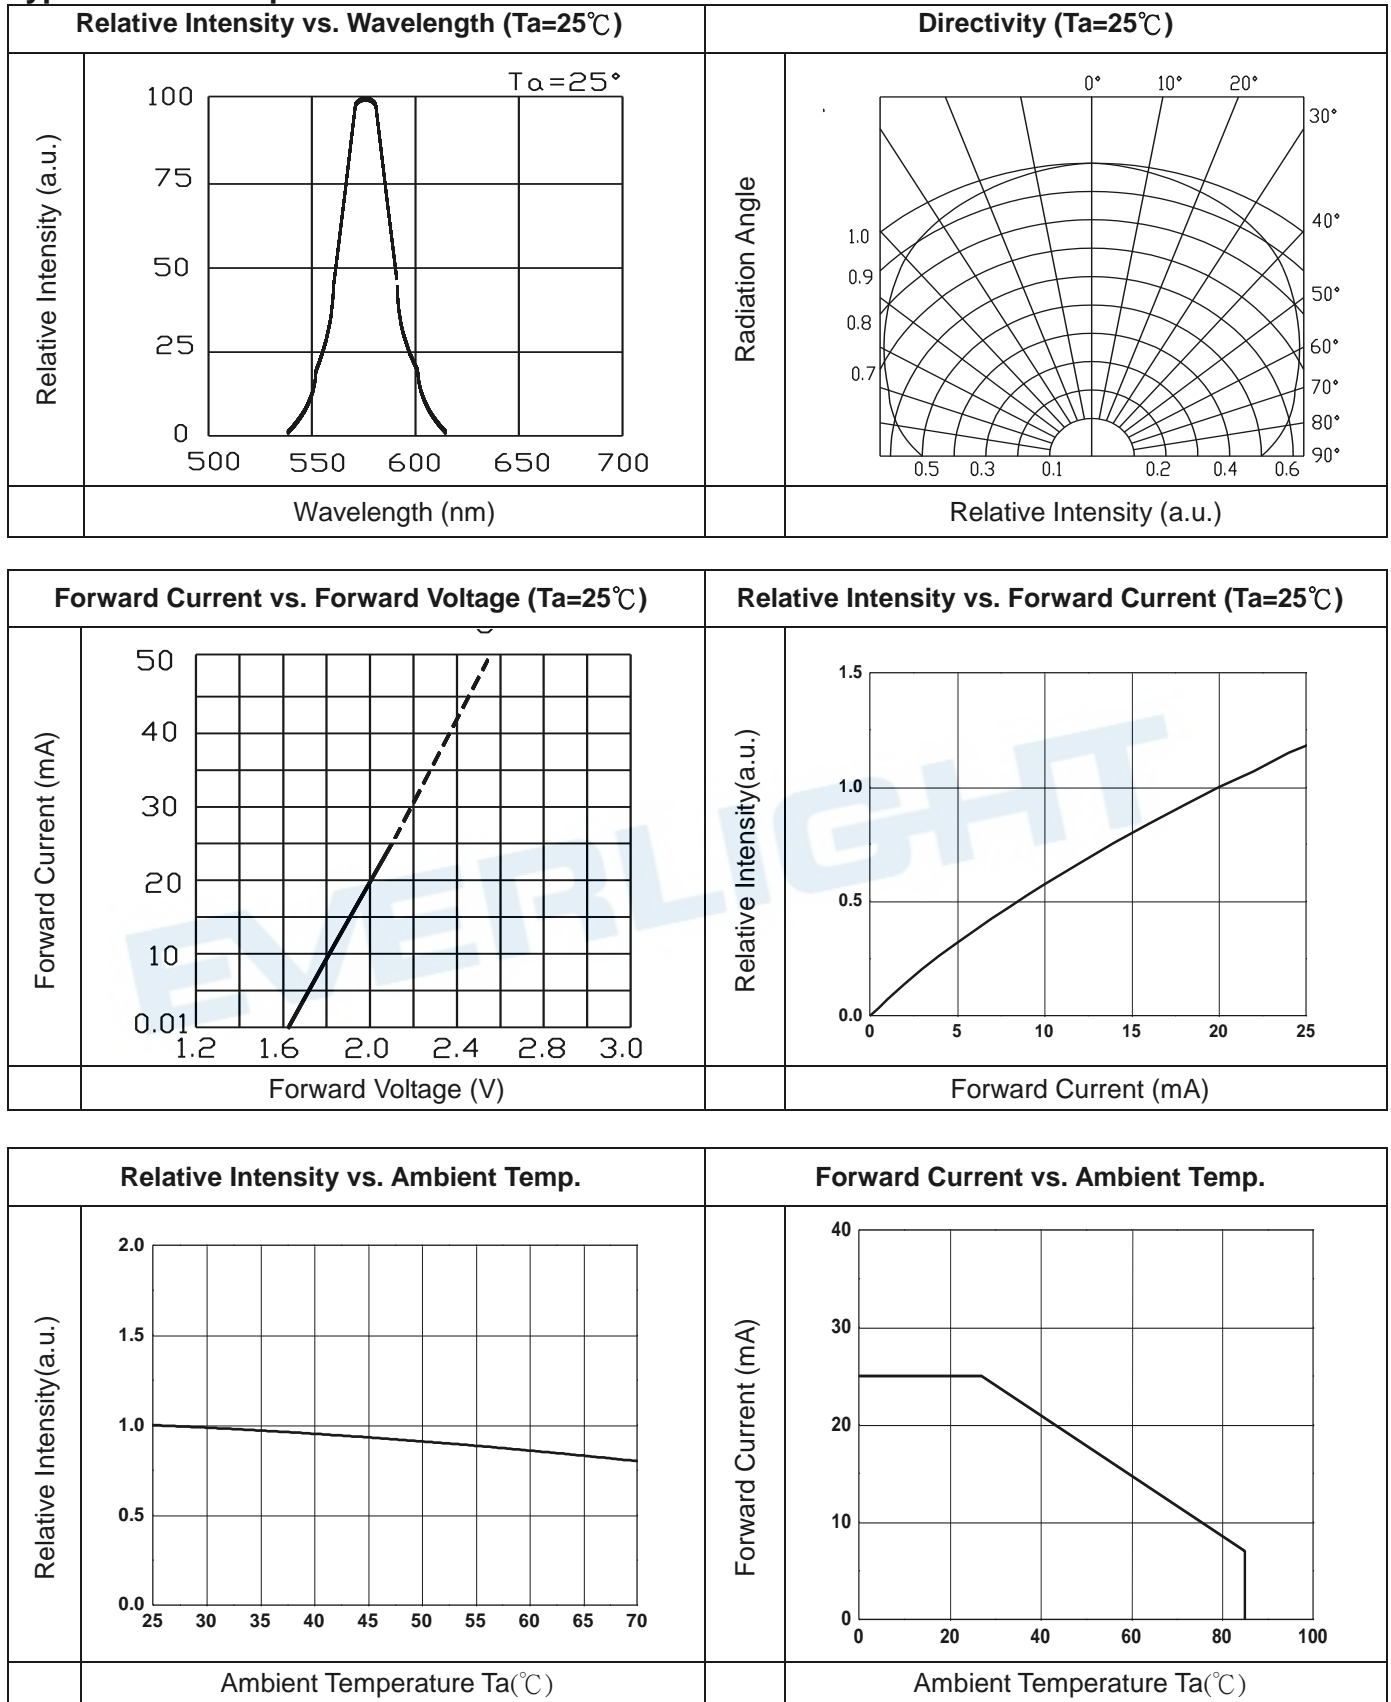 Relative Intensity vs. Wavelength (Ta=25℃)
Relative Intensity (a.u.)
Ta=25°
100
75
50
25
0
500 550 600 650 700
Wavelength (nm)
Directivity (Ta=25℃)
Radiation Angle
0° 10° 20°
30°
40°
50°
60°
70°
80°
90°
1.0
0.9
0.8
0.7
0.5 0.3 0.1 0.2 0.4 0.6
Relative Intensity (a.u.)
Forward Current vs. Forward Voltage (Ta=25℃)
Forward Current (mA)
50
40
30
20
10
0.01
1.2 1.6 2.0 2.4 2.8 3.0
Forward Voltage (V)
Relative Intensity vs. Forward Current (Ta=25℃)
Relative Intensity(a.u.)
1.5
1.0
0.5
0.0
0 5 10 15 20 25
Forward Current (mA)
EVERLIGHT
Relative Intensity vs. Ambient Temp.
Relative Intensity(a.u.)
2.0
1.5
1.0
0.5
0.0
25 30 35 40 45 50 55 60 65 70
Ambient Temperature Ta(℃)
Forward Current vs. Ambient Temp.
Forward Current (mA)
40
30
20
10
0
0 20 40 60 80 100
Ambient Temperature Ta(℃)